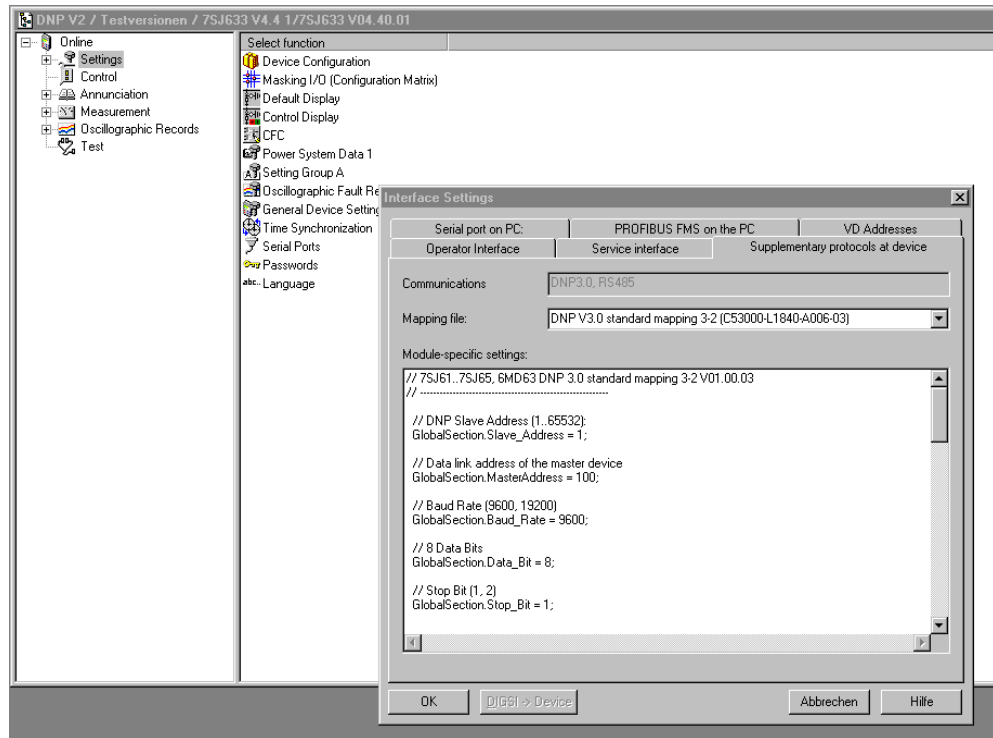 DNP V2 / Testversionen / 7SJ633 V4.4 1/7SJ633 V04.40.01
Online
Settings
Control
Annunciation
Measurement
Oscillographic Records
Test
Select function
Device Configuration
Masking I/O (Configuration Matrix)
Default Display
Control Display
CFC
Power System Data 1
Setting Group A
Oscillographic Fault Re
General Device Setting
Time Synchronization
Serial Ports
Passwords
abc.. Language
Interface Settings
Serial port on PC: PROFIBUS FMS on the PC VD Addresses
Operator Interface Service interface Supplementary protocols at device
Communications DNP3.0, RS485
Mapping file: DNP V3.0 standard mapping 3-2 (C53000-L1840-A006-03)
Module-specific settings:
// 7SJ61..7SJ65, 6MD63 DNP 3.0 standard mapping 3-2 V01.00.03
// ------------------------------------------------------------
// DNP Slave Address (1..65532):
GlobalSection.Slave_Address = 1;
// Data link address of the master device
GlobalSection.MasterAddress = 100;
// Baud Rate (9600, 19200)
GlobalSection.Baud_Rate = 9600;
// 8 Data Bits
GlobalSection.Data_Bit = 8;
// Stop Bit (1, 2)
GlobalSection.Stop_Bit = 1;
OK DIGSI -> Device Abbrechen Hilfe